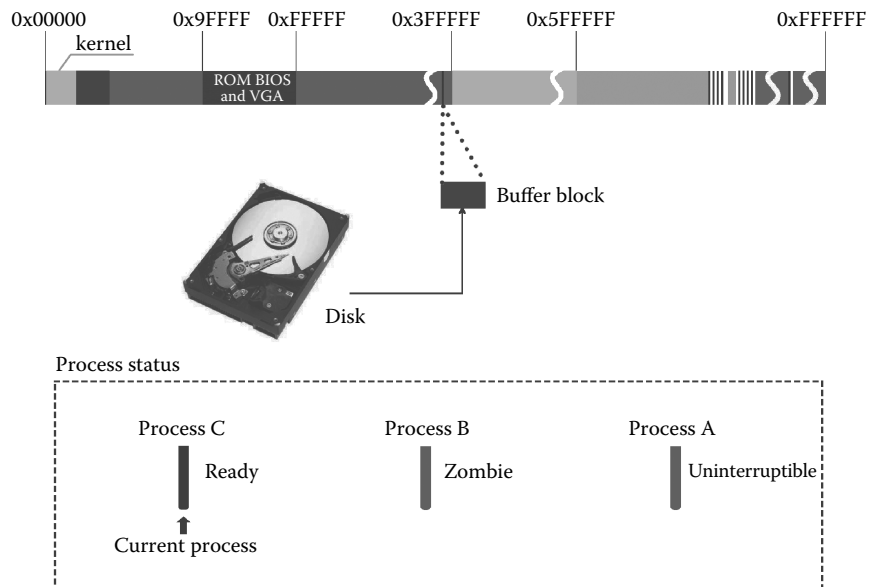 0x00000 0x9FFFF 0xFFFFF 0x3FFFFF 0x5FFFFF 0xFFFFFF
kernel
ROM BIOS
and VGA
Buffer block
Disk
Process status
Process C Process B Process A
Ready Zombie Uninterruptible
Current process